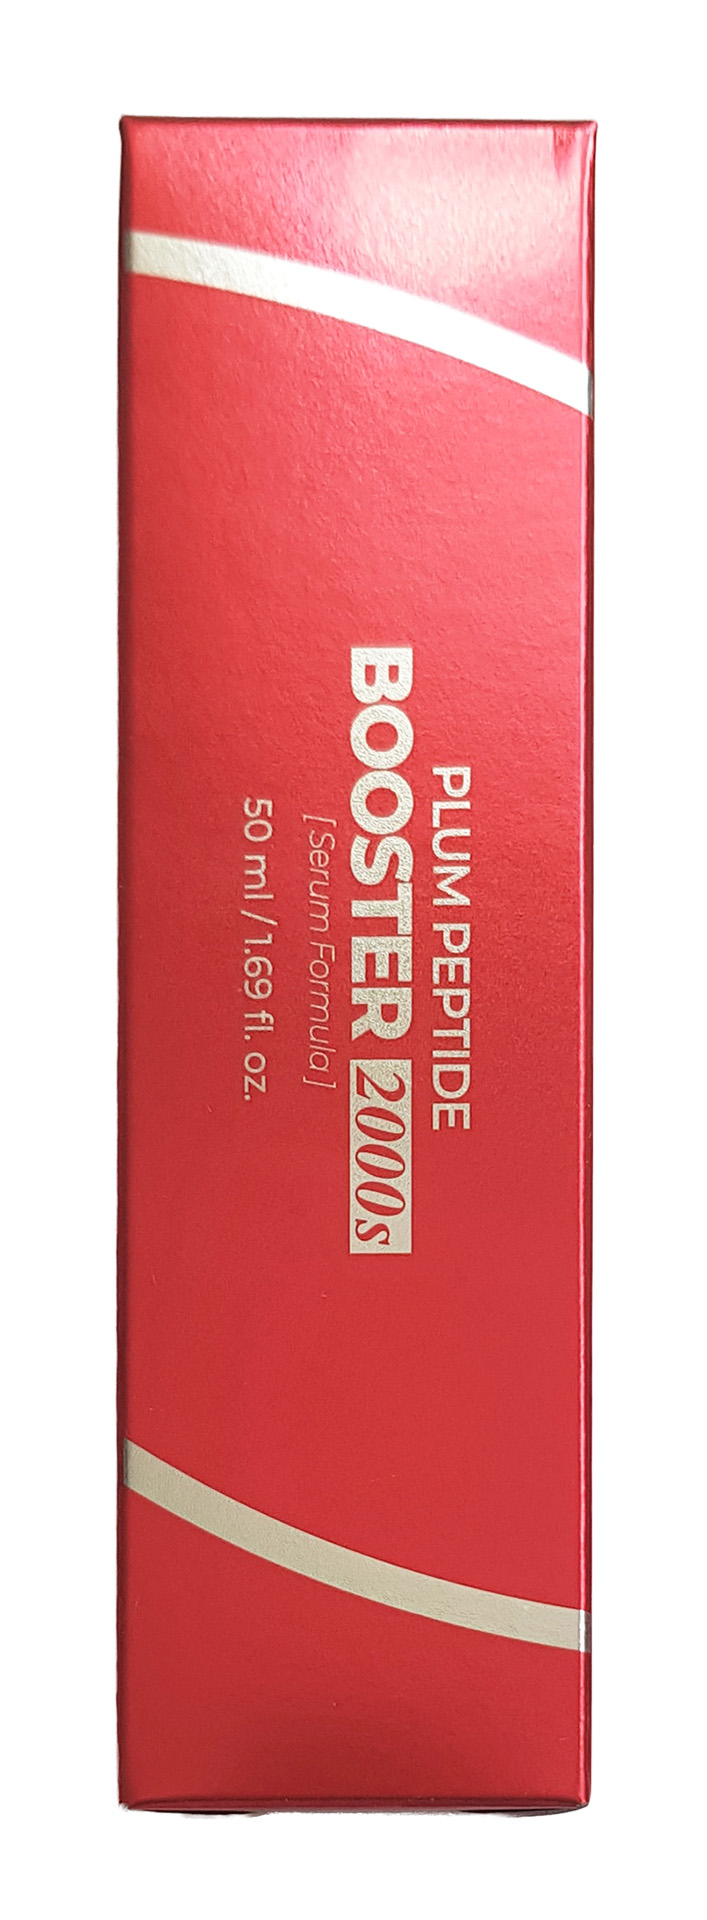 PLUM PEPTIDE
BOOSTER 2000s
[ Serum Formula ]
50 ml / 1.69 fl. oz.